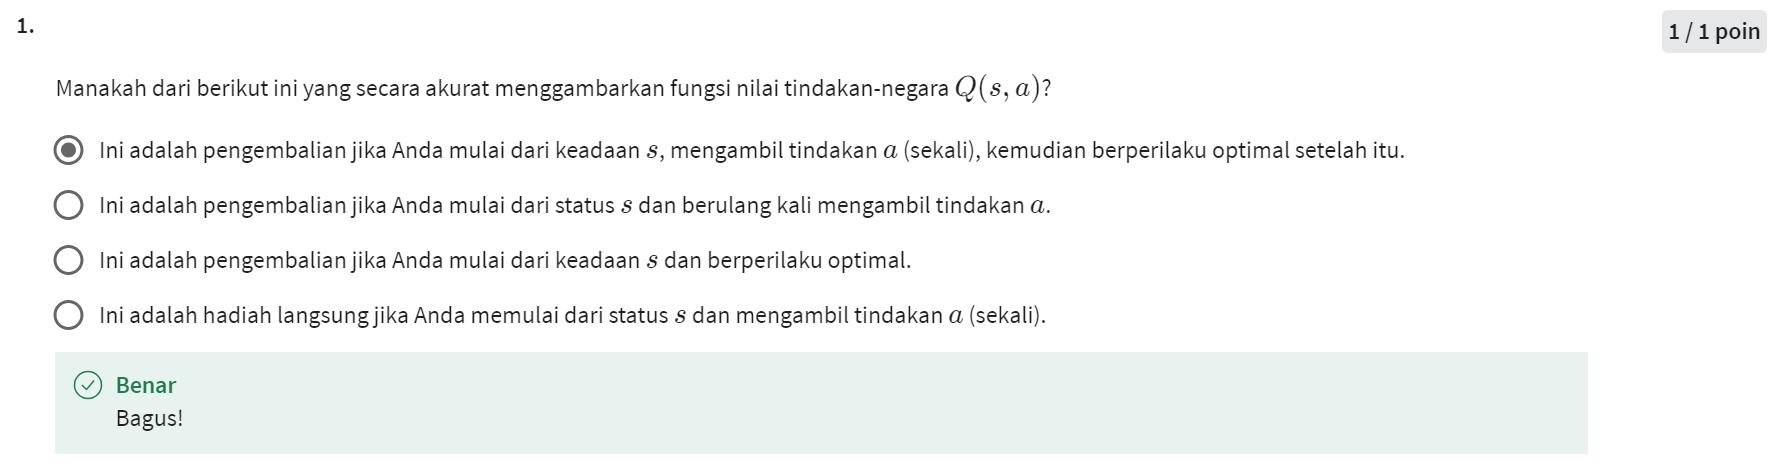 1.
1 / 1 poin
Manakah dari berikut ini yang secara akurat menggambarkan fungsi nilai tindakan-negara Q(s, a)?
Ini adalah pengembalian jika Anda mulai dari keadaan s, mengambil tindakan a (sekali), kemudian berperilaku optimal setelah itu.
Ini adalah pengembalian jika Anda mulai dari status s dan berulang kali mengambil tindakan a.
Ini adalah pengembalian jika Anda mulai dari keadaan s dan berperilaku optimal.
Ini adalah hadiah langsung jika Anda memulai dari status s dan mengambil tindakan a (sekali).
Benar
Bagus!